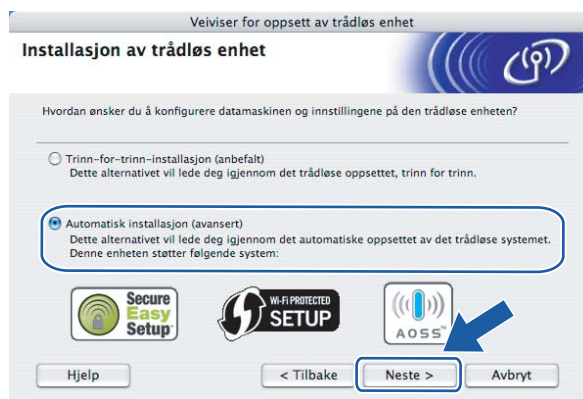 Veiviser for oppsett av trådløs enhet
Installasjon av trådløs enhet
Hvordan ønsker du å konfigurere datamaskinen og innstillingene på den trådløse enheten?
Trinn-for-trinn-installasjon (anbefalt)
Dette alternativet vil lede deg igjennom det trådløse oppsettet, trinn for trinn.
Automatisk installasjon (avansert)
Dette alternativet vil lede deg igjennom det automatiske oppsettet av det trådløse systemet.
Denne enheten støtter følgende system:
Secure
Easy
Setup™
WI-FI PROTECTED
SETUP
AOSS™
Hjelp
< Tilbake
Neste >
Avbryt